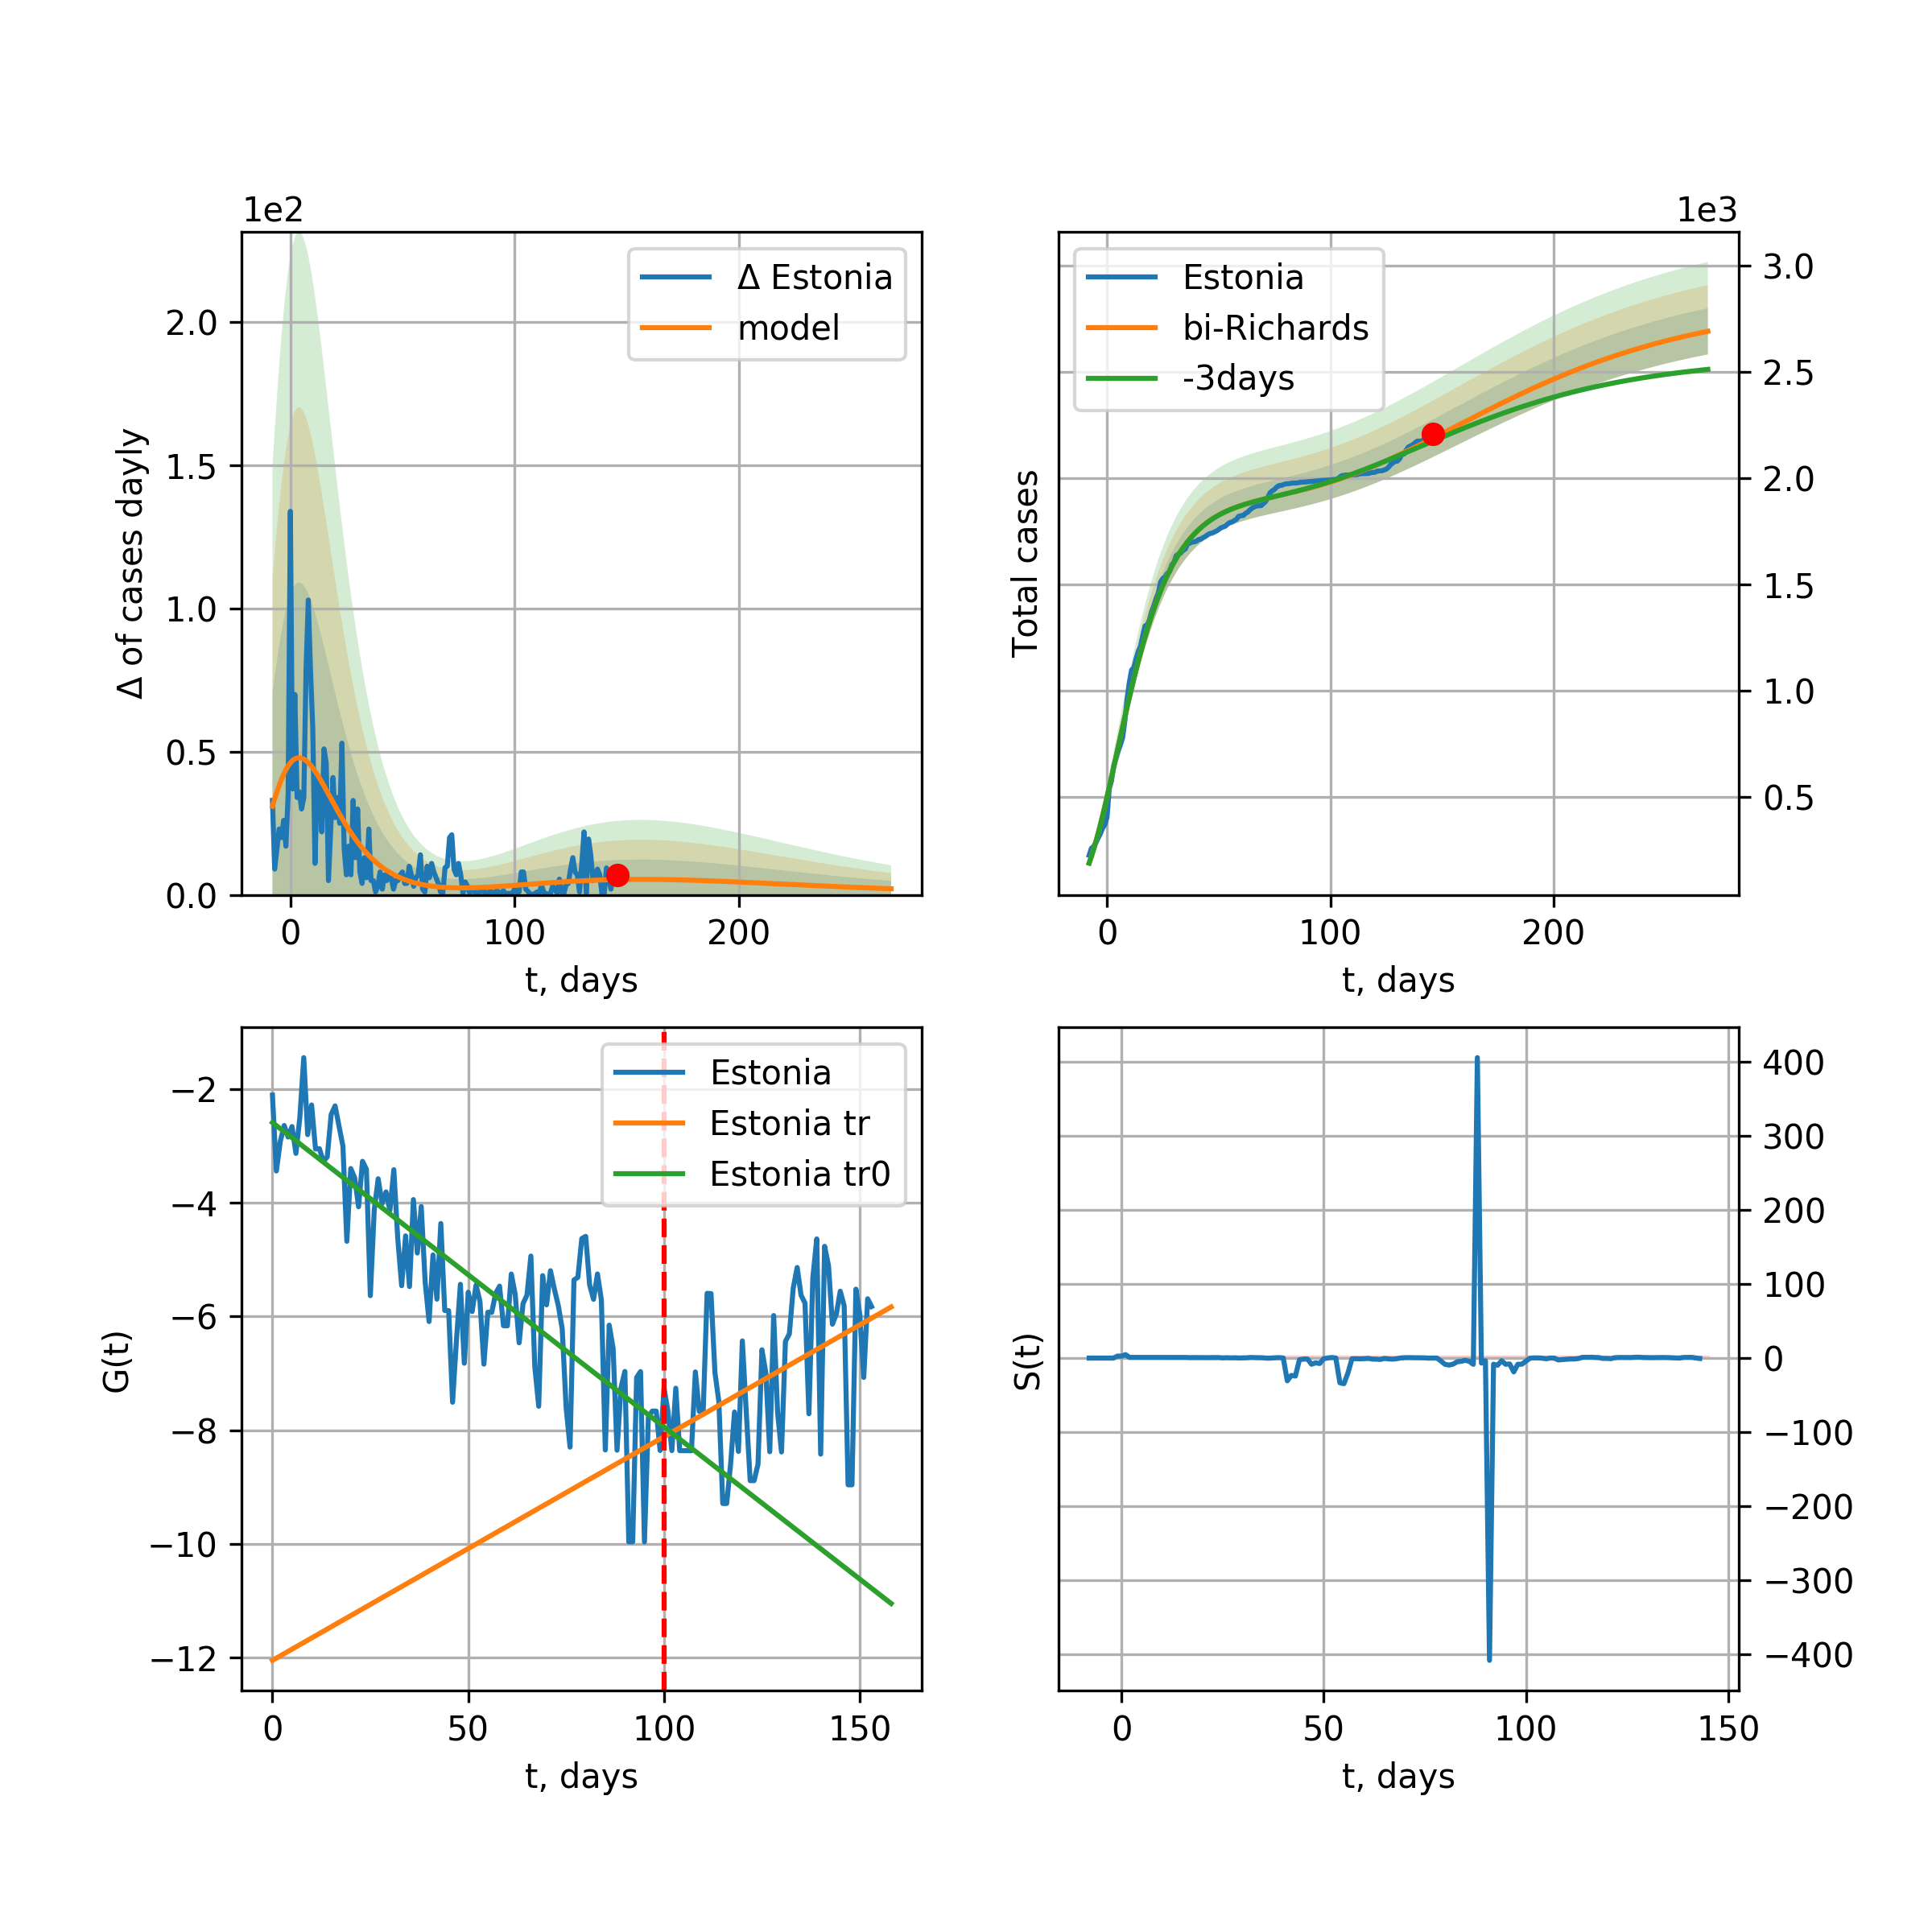 1e2
Δ of cases dayly
2.0
1.5
1.0
0.5
0.0
0 100 200
t, days
Δ Estonia
model
1e3
Total cases
3.0
2.5
2.0
1.5
1.0
0.5
0 100 200
t, days
Estonia
bi-Richards
-3days
G(t)
−2
−4
−6
−8
−10
−12
0 50 100 150
t, days
Estonia
Estonia tr
Estonia tr0
S(t)
400
300
200
100
0
−100
−200
−300
−400
0 50 100 150
t, days